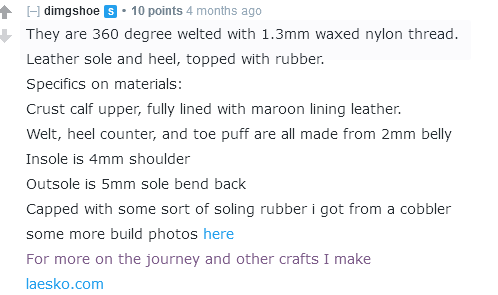 [–] dimgshoe S • 10 points 4 months ago
They are 360 degree welted with 1.3mm waxed nylon thread.
Leather sole and heel, topped with rubber.
Specifics on materials:
Crust calf upper, fully lined with maroon lining leather.
Welt, heel counter, and toe puff are all made from 2mm belly
Insole is 4mm shoulder
Outsole is 5mm sole bend back
Capped with some sort of soling rubber i got from a cobbler
some more build photos here
For more on the journey and other crafts I make
laesko.com